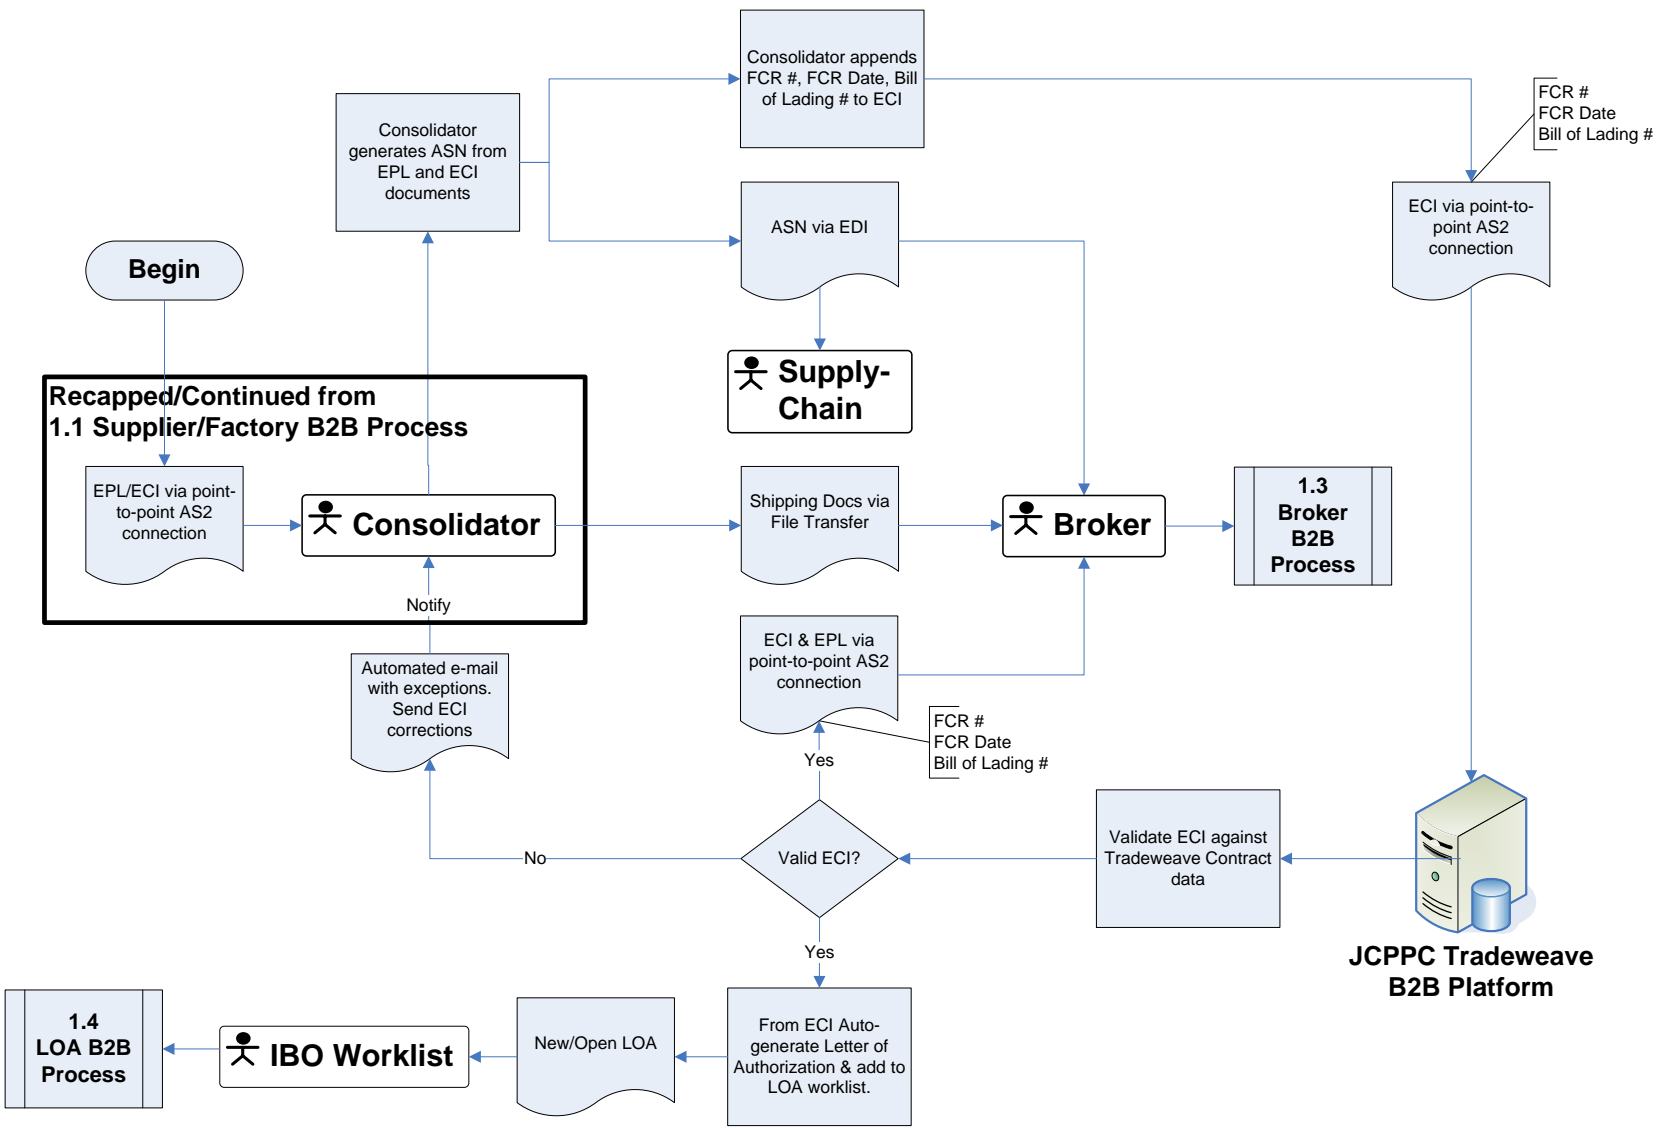 Consolidator appends
FCR #, FCR Date, Bill
of Lading # to ECI
FCR #
FCR Date
Bill of Lading #
Consolidator
generates ASN from
EPL and ECI
documents
ASN via EDI
ECI via point-to-
point AS2
connection
Begin
Supply-
Chain
Recapped/Continued from
1.1 Supplier/Factory B2B Process
EPL/ECI via point-
to-point AS2
connection
Consolidator
Shipping Docs via
File Transfer
Broker
1.3
Broker
B2B
Process
Notify
Automated e-mail
with exceptions.
Send ECI
corrections
ECI & EPL via
point-to-point AS2
connection
FCR #
FCR Date
Bill of Lading #
Yes
No
Valid ECI?
Validate ECI against
Tradeweave Contract
data
JCPPC Tradeweave
B2B Platform
Yes
1.4
LOA B2B
Process
IBO Worklist
New/Open LOA
From ECI Auto-
generate Letter of
Authorization & add to
LOA worklist.